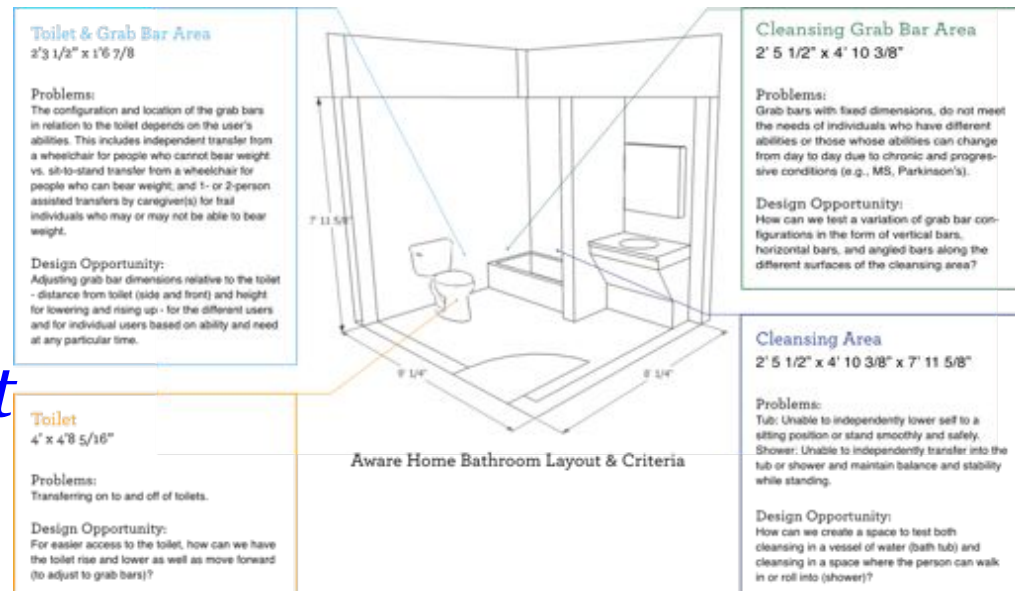 Toilet & Grab Bar Area
2'3 1/2" x 1'6 7/8
Problems:
The configuration and location of the grab bars
in relation to the toilet depends on the user's
abilities. This includes independent transfer from
a wheelchair for people who cannot bear weight
vs. sit-to-stand transfer from a wheelchair for
people who can bear weight; and 1- or 2-person
assisted transfers by caregiver(s) for frail
individuals who may or may not be able to bear
weight.
Design Opportunity:
Adjusting grab bar dimensions relative to the toilet
- distance from toilet (side and front) and height
for lowering and rising up - for the different users
and for individual users based on ability and need
at any particular time.
t
Toilet
4' x 4'8 5/16"
Problems:
Transferring on to and off of toilets.
Design Opportunity:
For easier access to the toilet, how can we have
the toilet rise and lower as well as move forward
(to adjust to grab bars)?
7' 11 5/8"
8' 1/4"
8' 1/4"
Aware Home Bathroom Layout & Criteria
Cleansing Grab Bar Area
2' 5 1/2" x 4' 10 3/8"
Problems:
Grab bars with fixed dimensions, do not meet
the needs of individuals who have different
abilities or those whose abilities can change
from day to day due to chronic and progres-
sive conditions (e.g., MS, Parkinson's).
Design Opportunity:
How can we test a variation of grab bar con-
figurations in the form of vertical bars,
horizontal bars, and angled bars along the
different surfaces of the cleansing area?
Cleansing Area
2' 5 1/2" x 4' 10 3/8" x 7' 11 5/8"
Problems:
Tub: Unable to independently lower self to a
sitting position or stand smoothly and safely.
Shower: Unable to independently transfer into the
tub or shower and maintain balance and stability
while standing.
Design Opportunity:
How can we create a space to test both
cleansing in a vessel of water (bath tub) and
cleansing in a space where the person can walk
in or roll into (shower)?